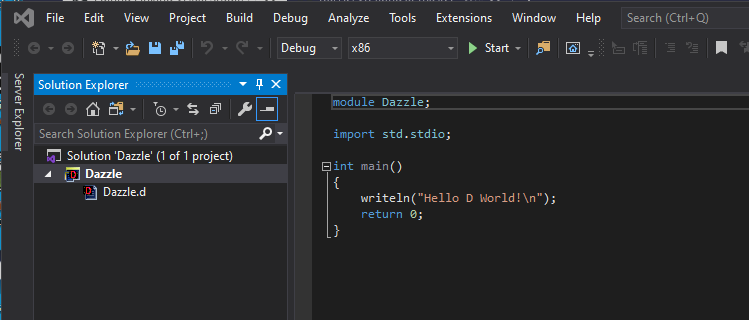 File Edit View Project Build Debug Analyze Tools Extensions Window Help Search (Ctrl+Q)
Debug x86 Start
Server Explorer
Solution Explorer
Search Solution Explorer (Ctrl+;)
Solution 'Dazzle' (1 of 1 project)
Dazzle
Dazzle.d
module Dazzle;
import std.stdio;
int main()
{
writeln("Hello D World!\n");
return 0;
}